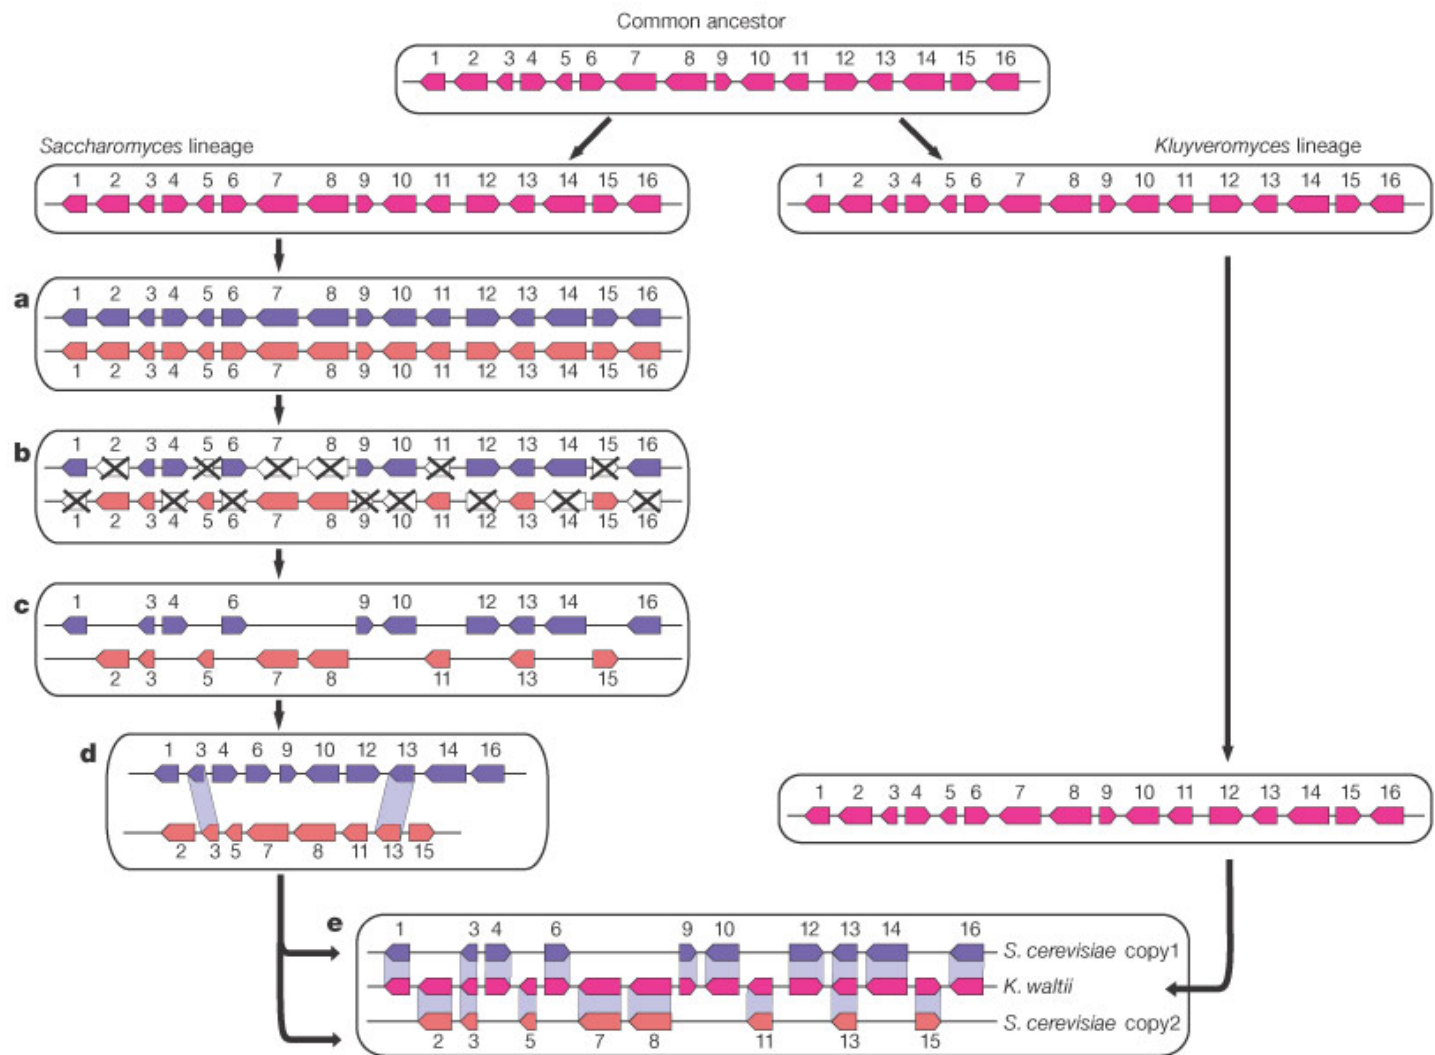 Common ancestor
1 2 3 4 5 6 7 8 9 10 11 12 13 14 15 16
Saccharomyces lineage
1 2 3 4 5 6 7 8 9 10 11 12 13 14 15 16
Kluyveromyces lineage
1 2 3 4 5 6 7 8 9 10 11 12 13 14 15 16
a
1 2 3 4 5 6 7 8 9 10 11 12 13 14 15 16
1 2 3 4 5 6 7 8 9 10 11 12 13 14 15 16
b
1 2 3 4 5 6 7 8 9 10 11 12 13 14 15 16
1 2 3 4 5 6 7 8 9 10 11 12 13 14 15 16
c
1 3 4 6 9 10 12 13 14 16
2 3 5 7 8 11 13 15
d
1 3 4 6 9 10 12 13 14 16
2 3 5 7 8 11 13 15
1 2 3 4 5 6 7 8 9 10 11 12 13 14 15 16
e
1 3 4 6 9 10 12 13 14 16
S. cerevisiae copy1
K. waltii
S. cerevisiae copy2
2 3 5 7 8 11 13 15